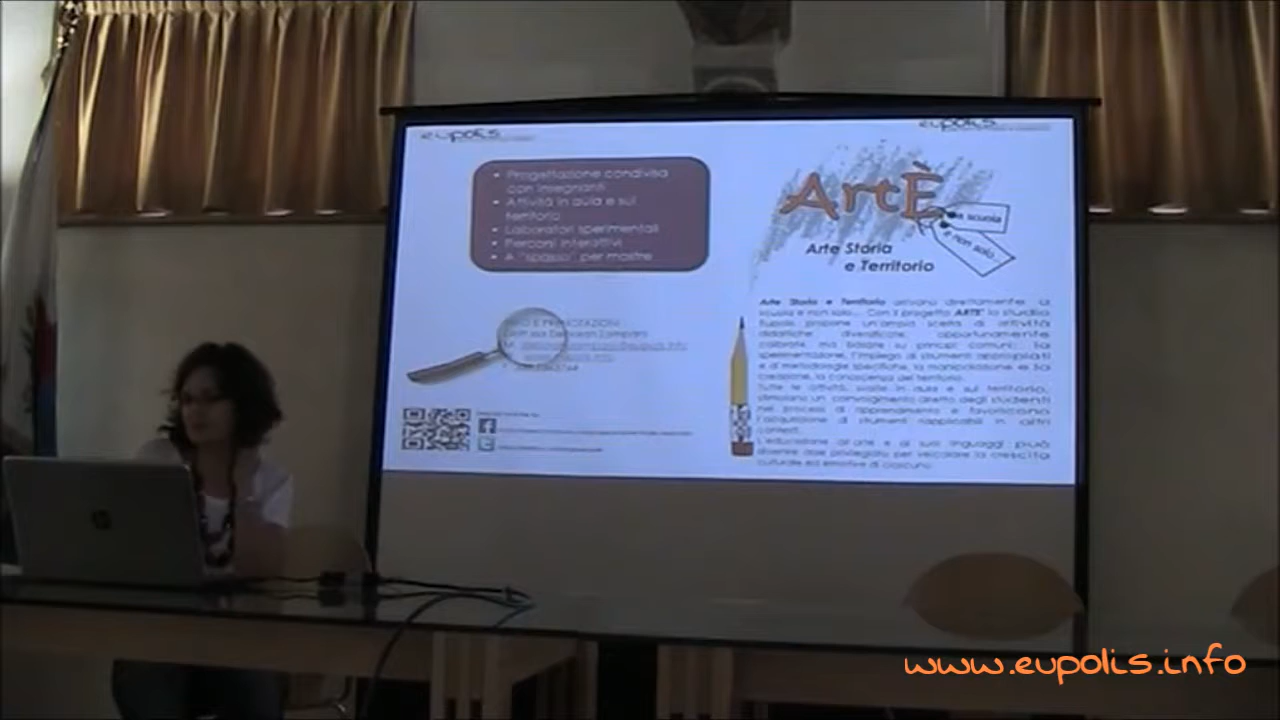 eupolis
• Progettazione condivisa
con insegnanti
• Attività in aula e sul
territorio
• Laboratori sperimentali
• Percorsi interattivi
• A "spasso" per mostre
INFO E PRENOTAZIONI
eupolis
ArtÈ
a scuola
e non solo...
Arte Storia
e Territorio
Arte Storia e Territorio arrivano direttamente a
scuola e non solo... Con il progetto ARTE' lo studio
Eupolis propone un'ampia scelta di attività
didattiche diversificate, opportunamente
calibrate, ma basate su principi comuni: la
sperimentazione, l'impiego di strumenti appropriati
e di metodologie specifiche, la manipolazione e la
creazione, la conoscenza del territorio.
Tutte le attività, svolte in aula e sul territorio,
stimolano un coinvolgimento diretto degli studenti
nel processo di apprendimento e favoriscono
l'acquisizione di strumenti riapplicabili in altri
contesti.
L'educazione all'arte e ai suoi linguaggi può
divenire asse privilegiato per veicolare la crescita
culturale ed emotiva di ciascuno.
hp
www.eupolis.info